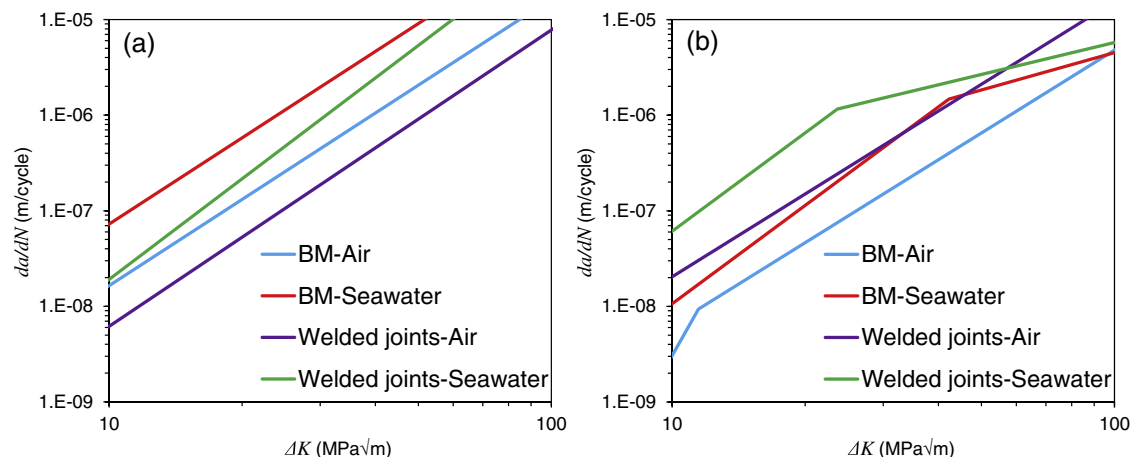 (a)
1.E-05
1.E-06
1.E-07
1.E-08
1.E-09
da/dN (m/cycle)
10
100
ΔK (MPa√m)
BM-Air
BM-Seawater
Welded joints-Air
Welded joints-Seawater
(b)
1.E-05
1.E-06
1.E-07
1.E-08
1.E-09
da/dN (m/cycle)
10
100
ΔK (MPa√m)
BM-Air
BM-Seawater
Welded joints-Air
Welded joints-Seawater